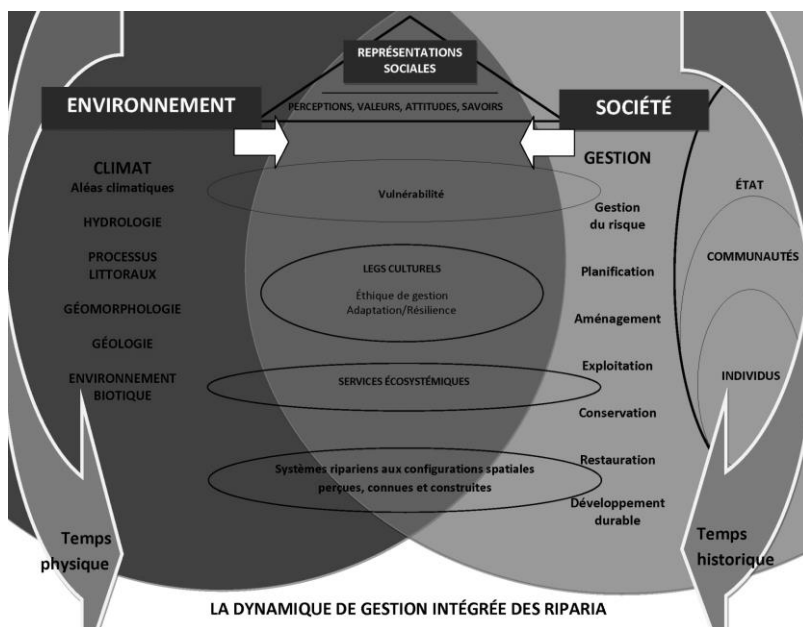 REPRÉSENTATIONS
SOCIALES
PERCEPTIONS, VALEURS, ATTITUDES, SAVOIRS
ENVIRONNEMENT
SOCIÉTÉ
CLIMAT
Aléas climatiques
HYDROLOGIE
PROCESSUS
LITTORAUX
GÉOMORPHOLOGIE
GÉOLOGIE
ENVIRONNEMENT
BIOTIQUE
Vulnérabilité
LEGS CULTURELS
Éthique de gestion
Adaptation/Résilience
SERVICES ÉCOSYSTÉMIQUES
Systèmes ripariens aux configurations spatiales
perçues, connues et construites
GESTION
Gestion
du risque
Planification
Aménagement
Exploitation
Conservation
Restauration
Développement
durable
ÉTAT
COMMUNAUTÉS
INDIVIDUS
Temps
physique
Temps
historique
LA DYNAMIQUE DE GESTION INTÉGRÉE DES RIPARIA